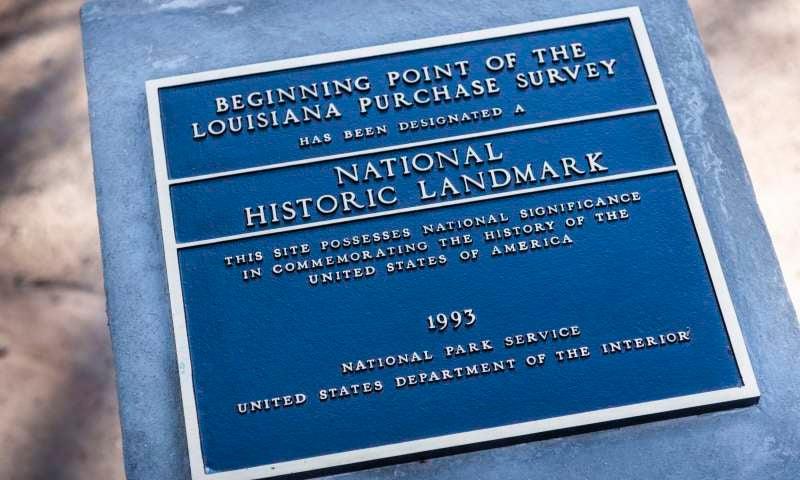 BEGINNING POINT OF THE
LOUISIANA PURCHASE SURVEY
HAS BEEN DESIGNATED A
NATIONAL
HISTORIC LANDMARK
THIS SITE POSSESSES NATIONAL SIGNIFICANCE
IN COMMEMORATING THE HISTORY OF THE
UNITED STATES OF AMERICA
1993
NATIONAL PARK SERVICE
UNITED STATES DEPARTMENT OF THE INTERIOR